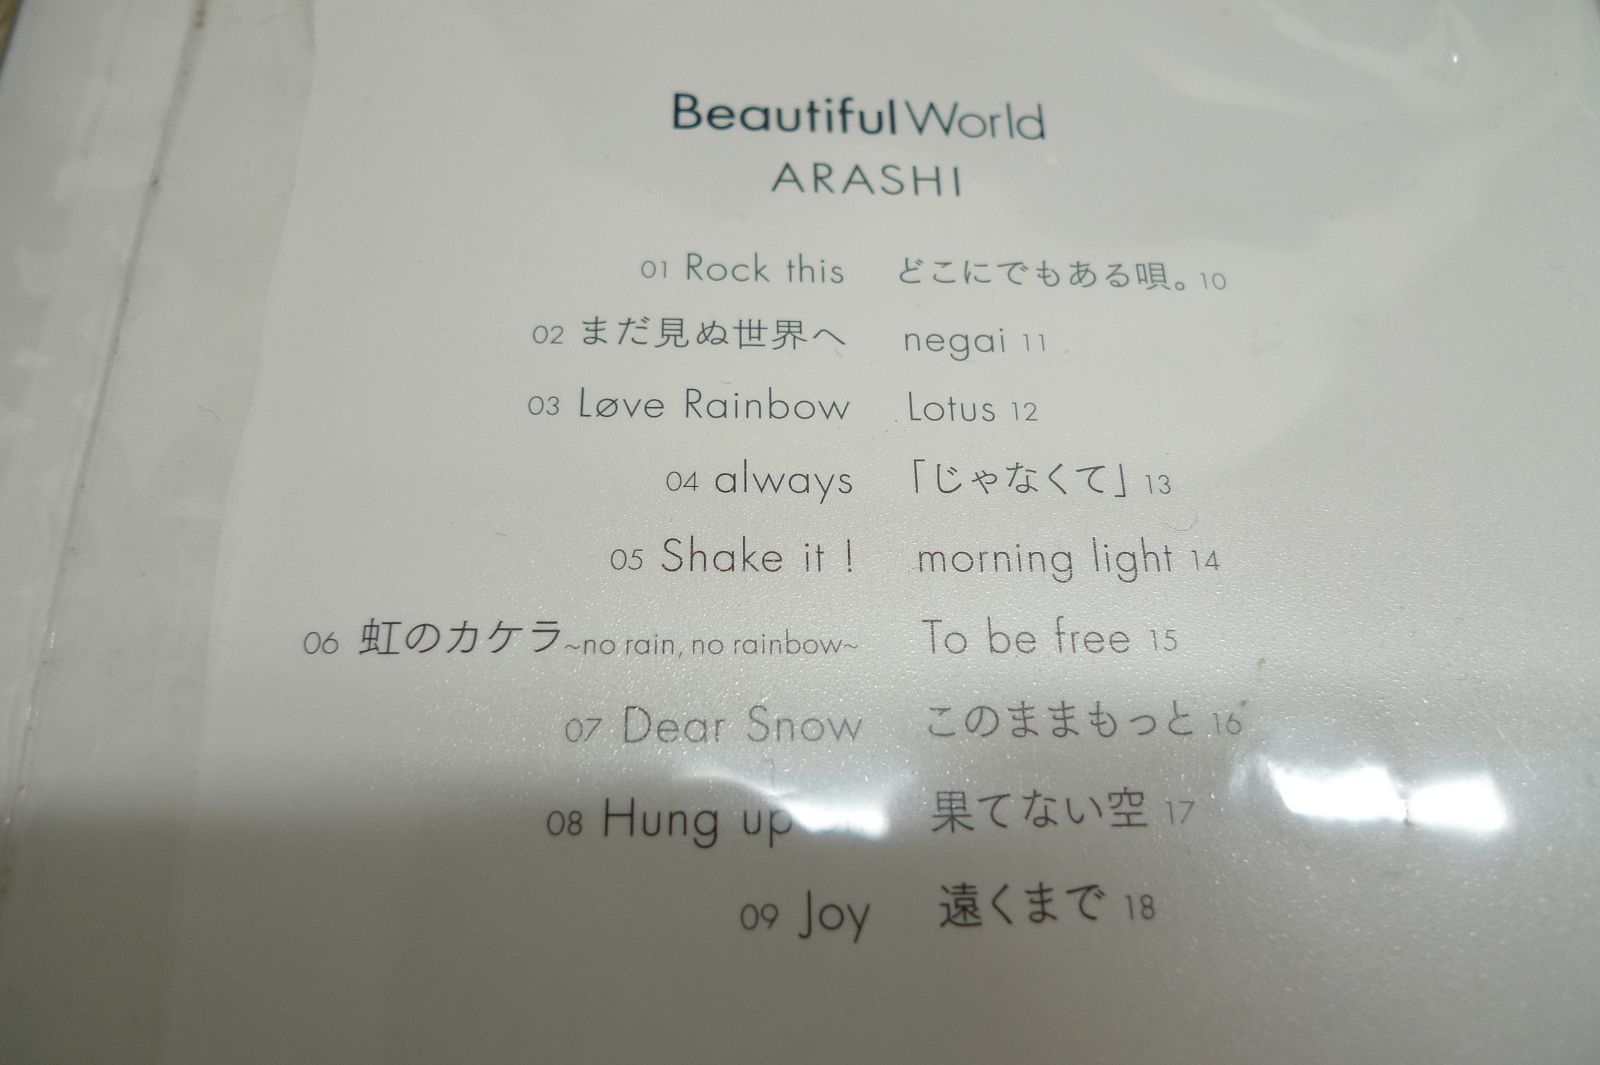 Beautiful World
ARASHI
01 Rock this
02 まだ見ぬ世界へ
03 Løve Rainbow
04 always
05 Shake it !
06 虹のカケラ~no rain, no rainbow~
07 Dear Snow
08 Hung up
09 Joy
どこにでもある唄。 10
negai 11
Lotus 12
「じゃなくて」 13
morning light 14
To be free 15
このままもっと 16
果てない空 17
遠くまで 18